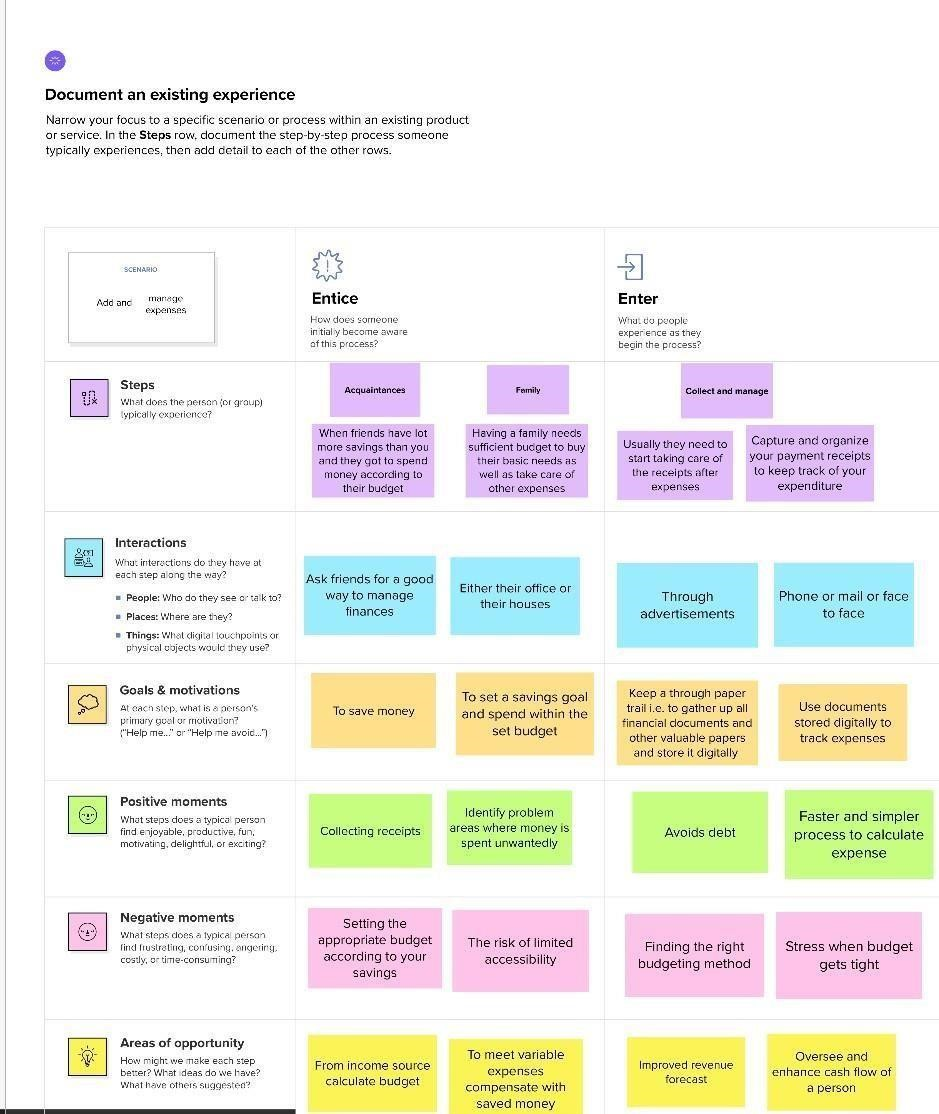 Document an existing experience
Narrow your focus to a specific scenario or process within an existing product
or service. In the Steps row, document the step-by-step process someone
typically experiences, then add detail to each of the other rows.
SCENARIO
Add and
manage
expenses
Entice
How does someone
initially become aware
of this process?
Enter
What do people
experience as they
begin the process?
Steps
What does the person (or group)
typically experience?
Acquaintances
When friends have lot
more savings than you
and they got to spend
money according to
their budget
Family
Having a family needs
sufficient budget to buy
their basic needs as
well as take care of
other expenses
Collect and manage
Usually they need to
start taking care of
the receipts after
expenses
Capture and organize
your payment receipts
to keep track of your
expenditure
Interactions
What interactions do they have at
each step along the way?
People: Who do they see or talk to?
Places: Where are they?
Things: What digital touchpoints or
physical objects would they use?
Ask friends for a good
way to manage
finances
Either their office or
their houses
Through
advertisements
Phone or mail or face
to face
Goals & motivations
At each step, what is a person's
primary goal or motivation?
("Help me..." or "Help me avoid...")
To save money
To set a savings goal
and spend within the
set budget
Keep a through paper
trail i.e. to gather up all
financial documents and
other valuable papers
and store it digitally
Use documents
stored digitally to
track expenses
Positive moments
What steps does a typical person
find enjoyable, productive, fun,
motivating, delightful, or exciting?
Collecting receipts
Identify problem
areas where money is
spent unwantedly
Avoids debt
Faster and simpler
process to calculate
expense
Negative moments
What steps does a typical person
find frustrating, confusing, angering,
costly, or time-consuming?
Setting the
appropriate budget
according to your
savings
The risk of limited
accessibility
Finding the right
budgeting method
Stress when budget
gets tight
Areas of opportunity
How might we make each step
better? What ideas do we have?
What have others suggested?
From income source
calculate budget
To meet variable
expenses
compensate with
saved money
Improved revenue
forecast
Oversee and
enhance cash flow of
a person